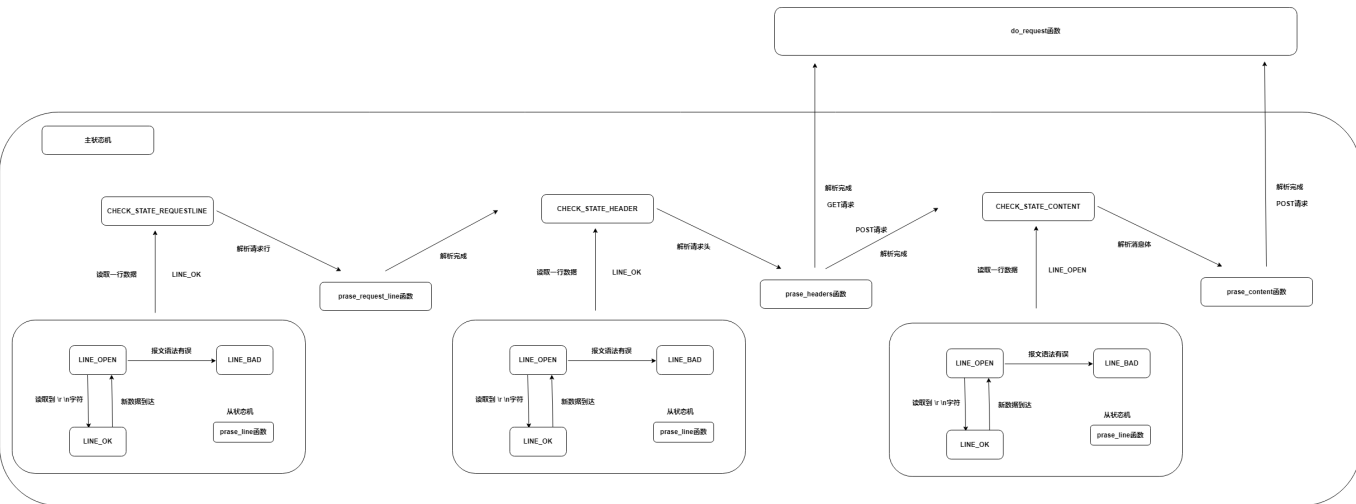 do_request函数
主状态机
CHECK_STATE_REQUESTLINE
CHECK_STATE_HEADER
CHECK_STATE_CONTENT
解析完成
GET请求
解析完成
POST请求
POST请求
解析请求行
解析完成
解析请求头
解析完成
解析消息体
读取一行数据
LINE_OK
读取一行数据
LINE_OK
读取一行数据
LINE_OPEN
prase_request_line函数
prase_headers函数
prase_content函数
LINE_OPEN
报文语法有误
LINE_BAD
读取到 \r \n字符
新数据到达
从状态机
prase_line函数
LINE_OK
LINE_OPEN
报文语法有误
LINE_BAD
读取到 \r \n字符
新数据到达
从状态机
prase_line函数
LINE_OK
LINE_OPEN
报文语法有误
LINE_BAD
读取到 \r \n字符
新数据到达
从状态机
prase_line函数
LINE_OK